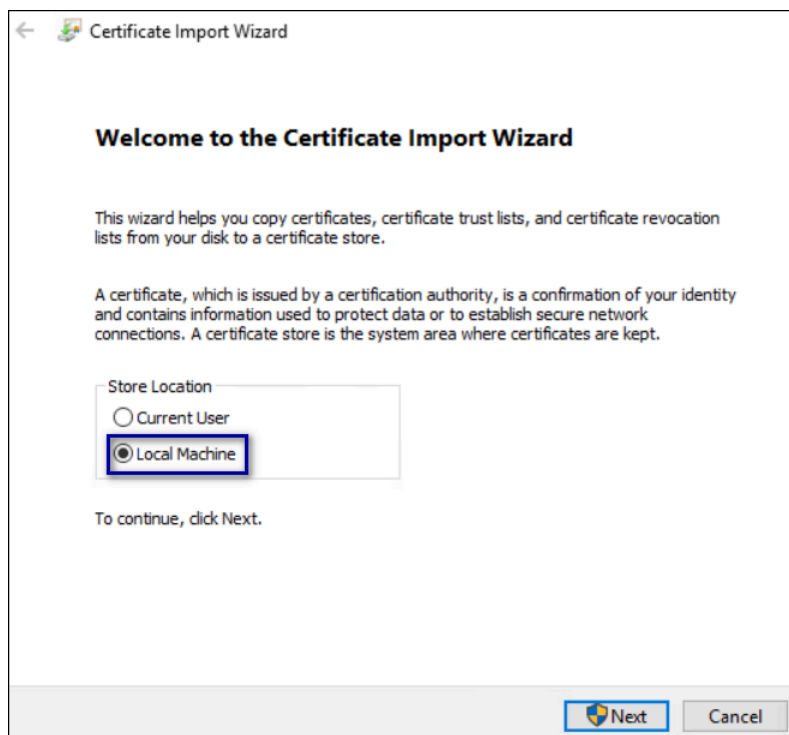 Certificate Import Wizard
Welcome to the Certificate Import Wizard
This wizard helps you copy certificates, certificate trust lists, and certificate revocation
lists from your disk to a certificate store.
A certificate, which is issued by a certification authority, is a confirmation of your identity
and contains information used to protect data or to establish secure network
connections. A certificate store is the system area where certificates are kept.
Store Location
Current User
Local Machine
To continue, click Next.
Next
Cancel